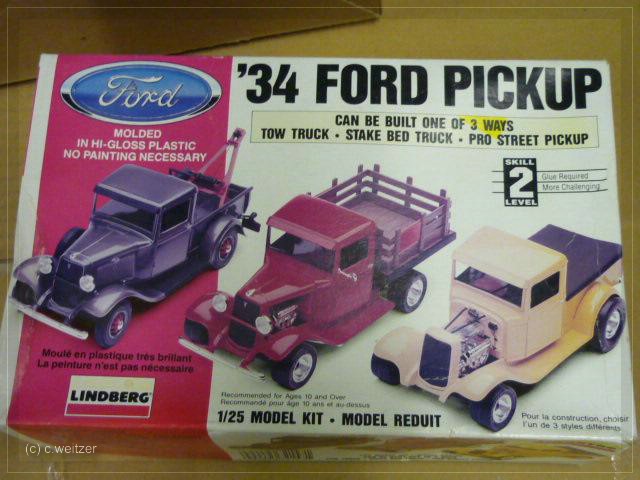 Ford
'34 FORD PICKUP
CAN BE BUILT ONE OF 3 WAYS
TOW TRUCK • STAKE BED TRUCK • PRO STREET PICKUP
MOLDED
IN HI-GLOSS PLASTIC
NO PAINTING NECESSARY
SKILL
2
LEVEL
Glue Required
More Challenging
Moulé en plastique très brillant
La peinture n'est pas nécessaire
LINDBERG
Recommended for Ages 10 and Over
Recommandé pour âge 10 ans et au-dessus
1/25 MODEL KIT • MODEL REDUIT
Pour la construction, choisir
l'un de 3 styles différents
(c) c.weitzer